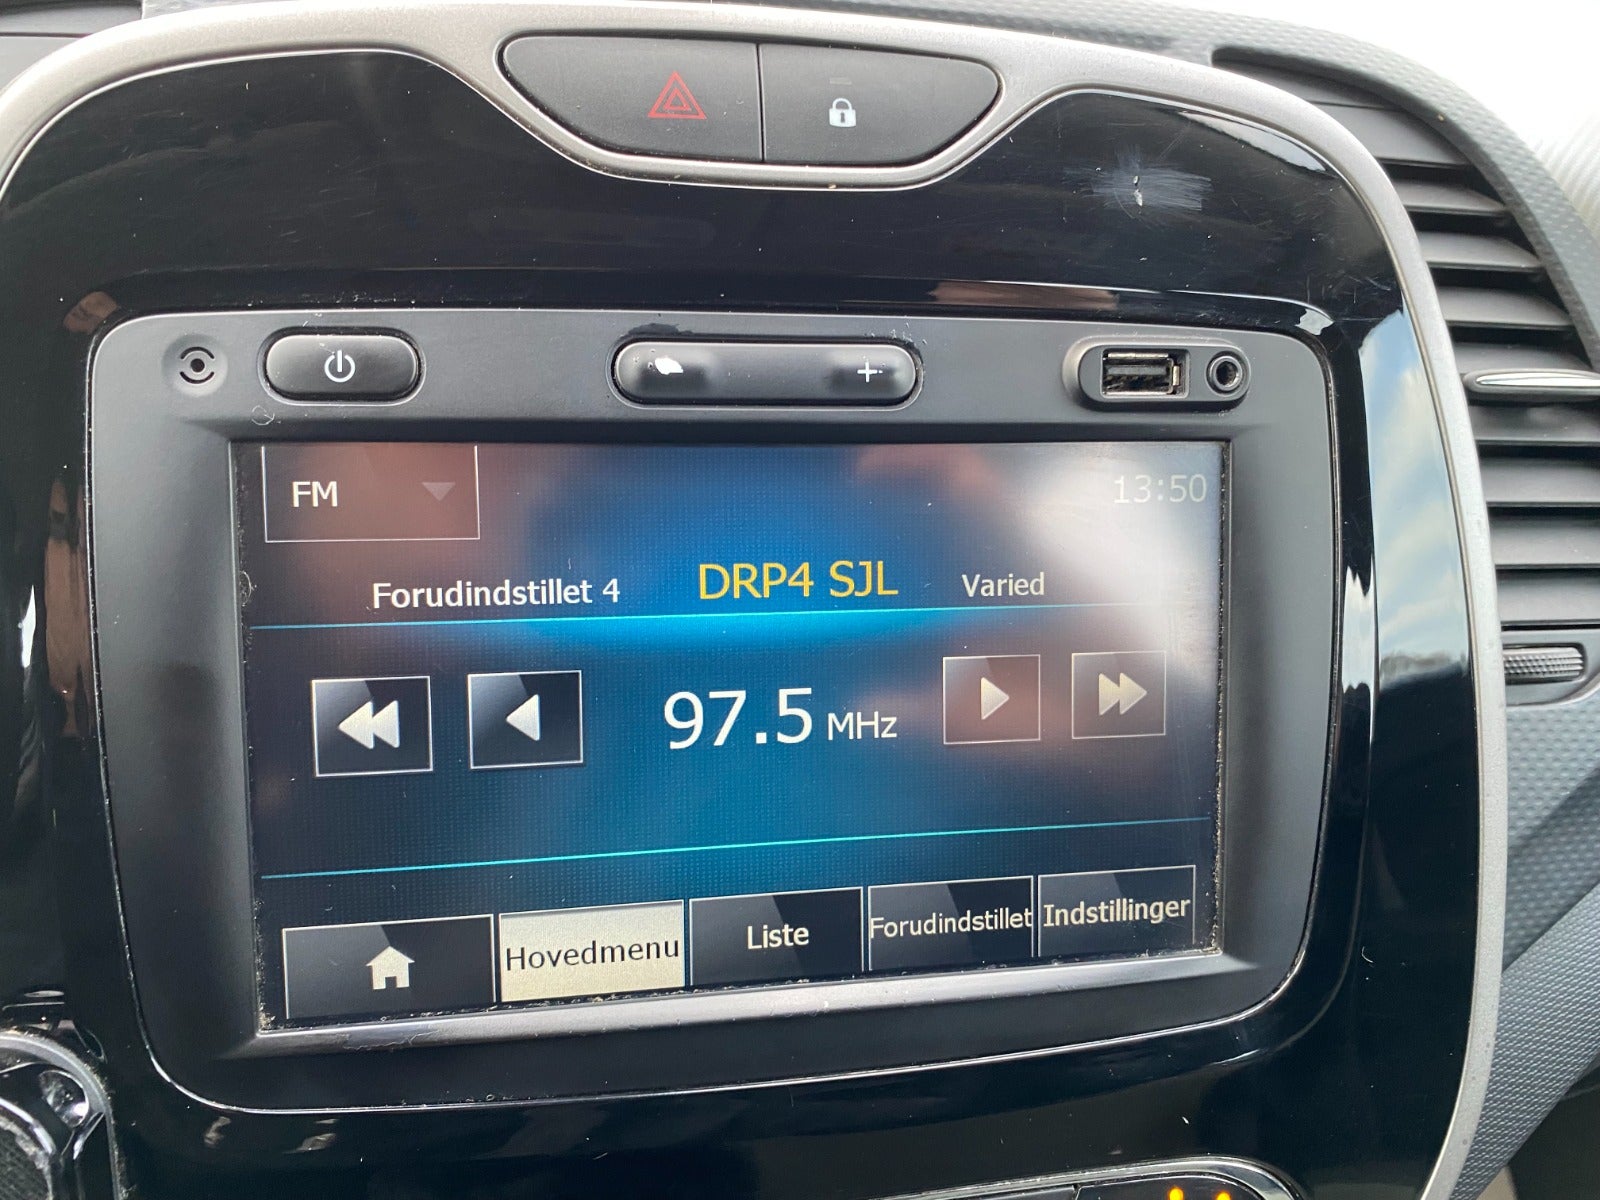 FM
13:50
Forudindstillet 4
DRP4 SJL
Varied
97.5 MHz
Hovedmenu
Liste
Forudindstillet
Indstillinger